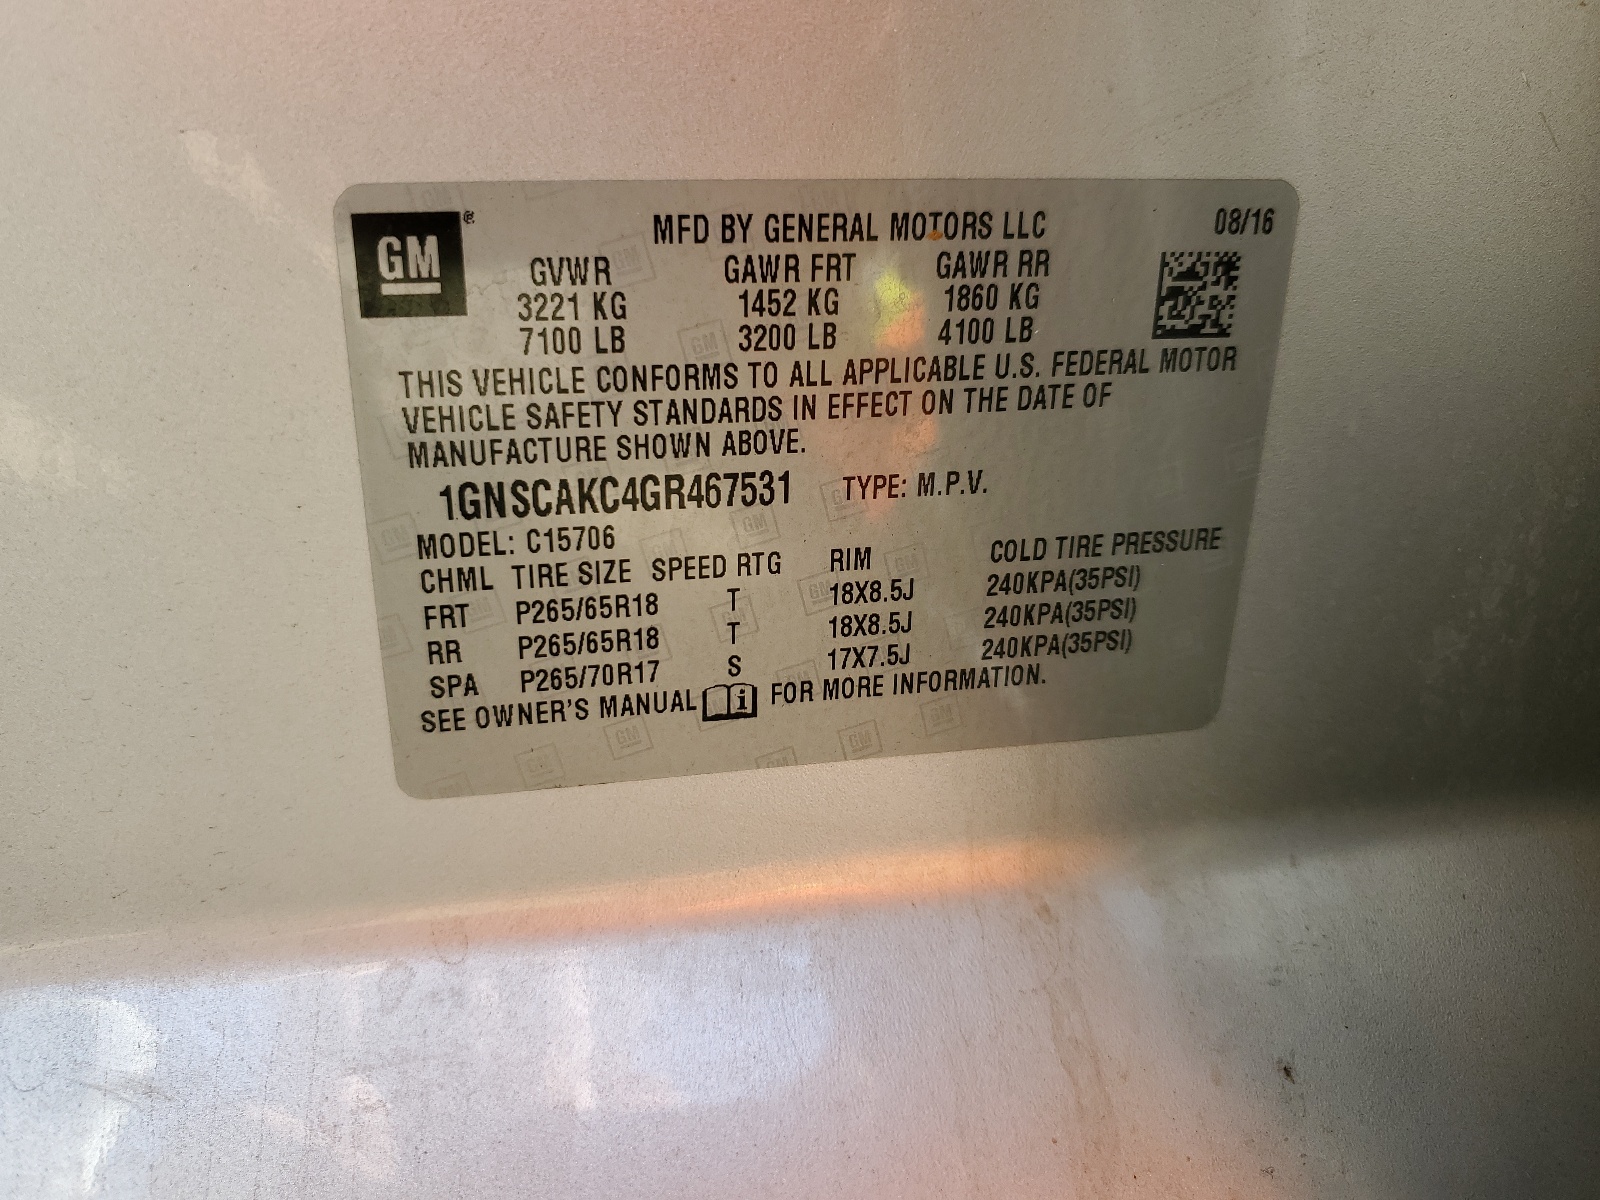 GM ®
MFD BY GENERAL MOTORS LLC 08/16
GVWR GAWR FRT GAWR RR
3221 KG 1452 KG 1860 KG
7100 LB 3200 LB 4100 LB
THIS VEHICLE CONFORMS TO ALL APPLICABLE U.S. FEDERAL MOTOR
VEHICLE SAFETY STANDARDS IN EFFECT ON THE DATE OF
MANUFACTURE SHOWN ABOVE.
1GNSCAKC4GR467531 TYPE: M.P.V.
MODEL: C15706
CHML TIRE SIZE SPEED RTG RIM COLD TIRE PRESSURE
FRT P265/65R18 T 18X8.5J 240KPA(35PSI)
RR P265/65R18 T 18X8.5J 240KPA(35PSI)
SPA P265/70R17 S 17X7.5J 240KPA(35PSI)
SEE OWNER'S MANUAL i FOR MORE INFORMATION.